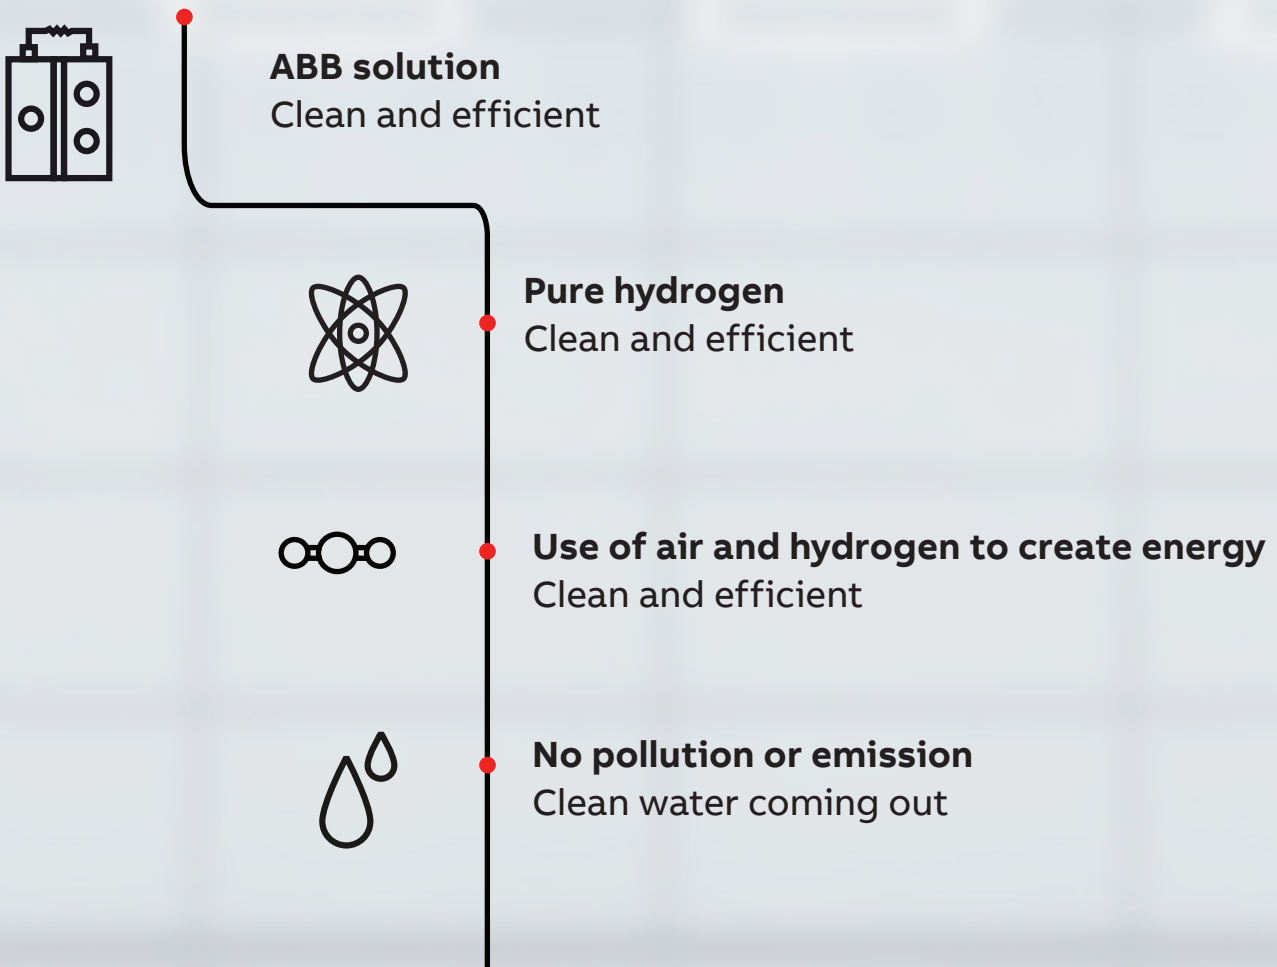 ABB solution
Clean and efficient
Pure hydrogen
Clean and efficient
Use of air and hydrogen to create energy
Clean and efficient
No pollution or emission
Clean water coming out